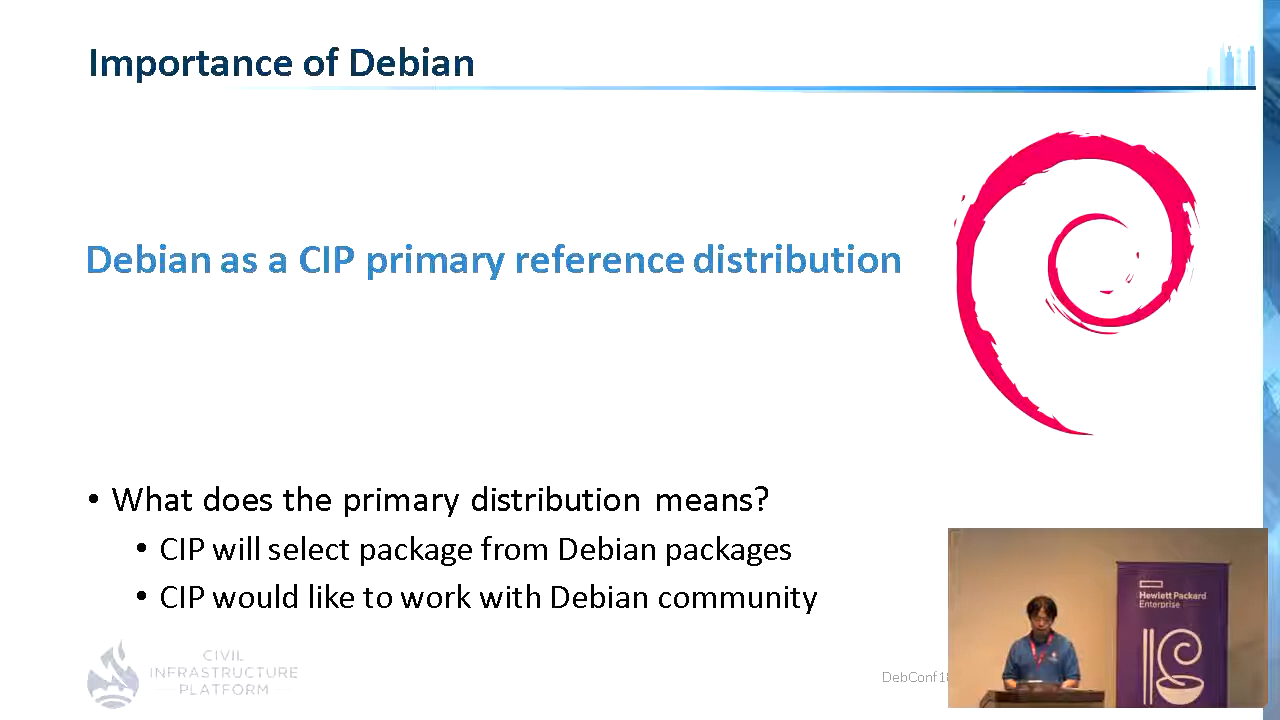 Importance of Debian
Debian as a CIP primary reference distribution
• What does the primary distribution means?
• CIP will select package from Debian packages
• CIP would like to work with Debian community
CIVIL
INFRASTRUCTURE
PLATFORM
Hewlett Packard
Enterprise